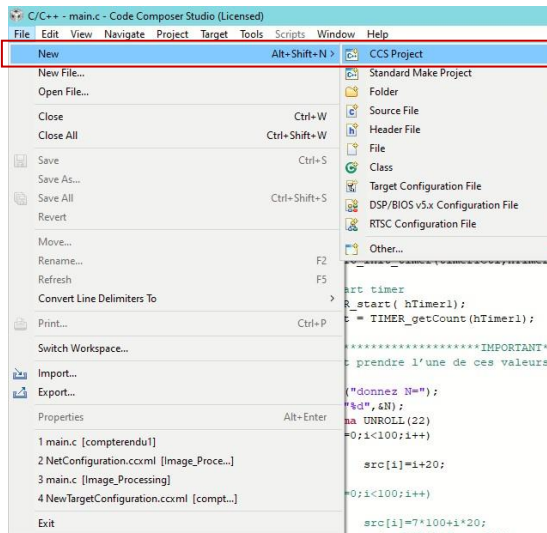 C/C++ - main.c - Code Composer Studio (Licensed)
File Edit View Navigate Project Target Tools Scripts Window Help
New Alt+Shift+N >
New File...
Open File...
Close Ctrl+W
Close All Ctrl+Shift+W
Save Ctrl+S
Save As...
Save All Ctrl+Shift+S
Revert
Move...
Rename... F2
Refresh F5
Convert Line Delimiters To >
Print... Ctrl+P
Switch Workspace...
Import...
Export...
Properties Alt+Enter
1 main.c [compterendu1]
2 NetConfiguration.ccxml [Image_Proce...]
3 main.c [Image_Processing]
4 NewTargetConfiguration.ccxml [compt...]
Exit
CCS Project
Standard Make Project
Folder
Source File
Header File
File
Class
Target Configuration File
DSP/BIOS v5.x Configuration File
RTSC Configuration File
Other...
art timer
R_start( hTimer1);
t = TIMER_getCount(hTimer1);
********************IMPORTANT*
t prendre l'une de ces valeurs
("donnez N=");
"%d",&N);
ma UNROLL(22)
=0;i<100;i++)
src[i]=i+20;
=0;i<100;i++)
src[i]=7*100+i*20;